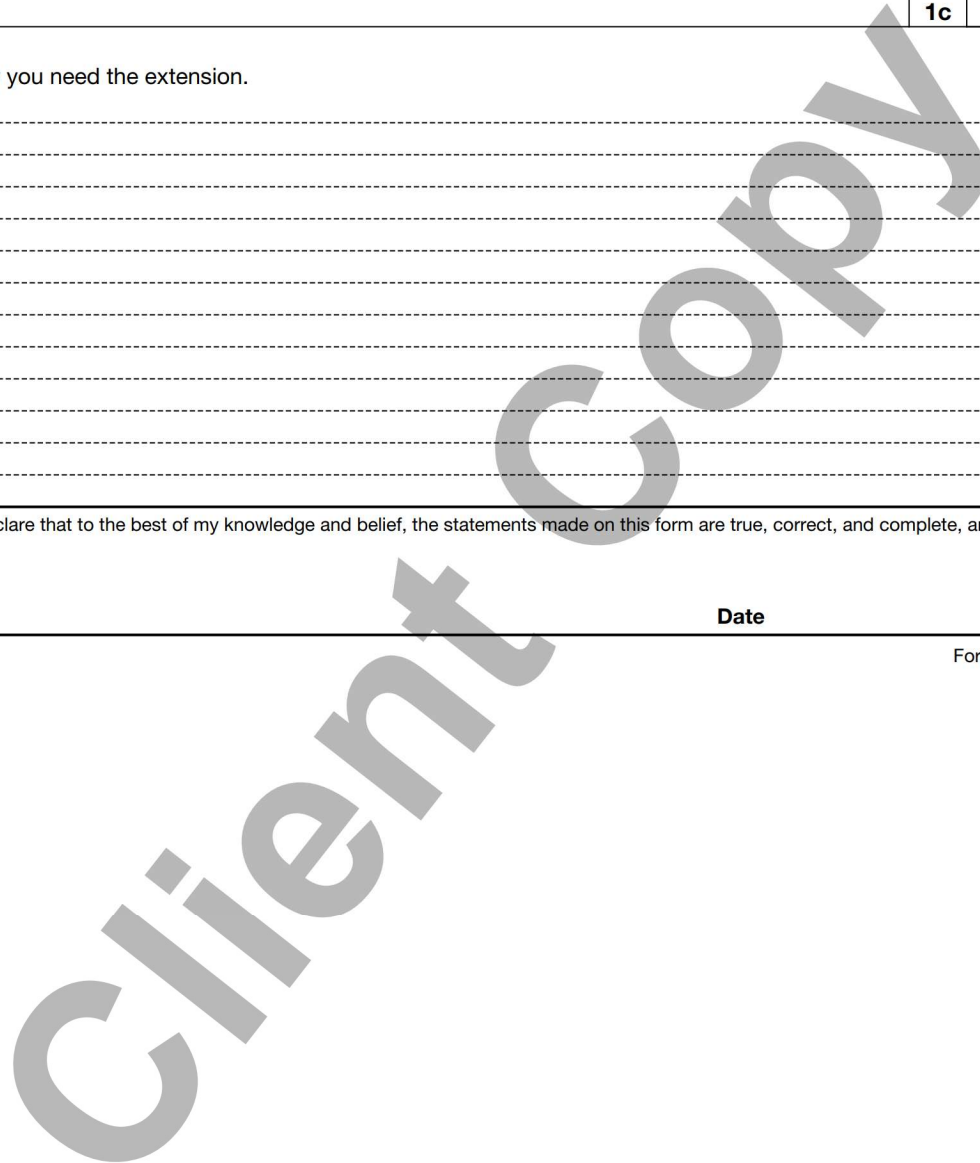 1c
you need the extension.
clare that to the best of my knowledge and belief, the statements made on this form are true, correct, and complete, a
Date
For
Client Copy